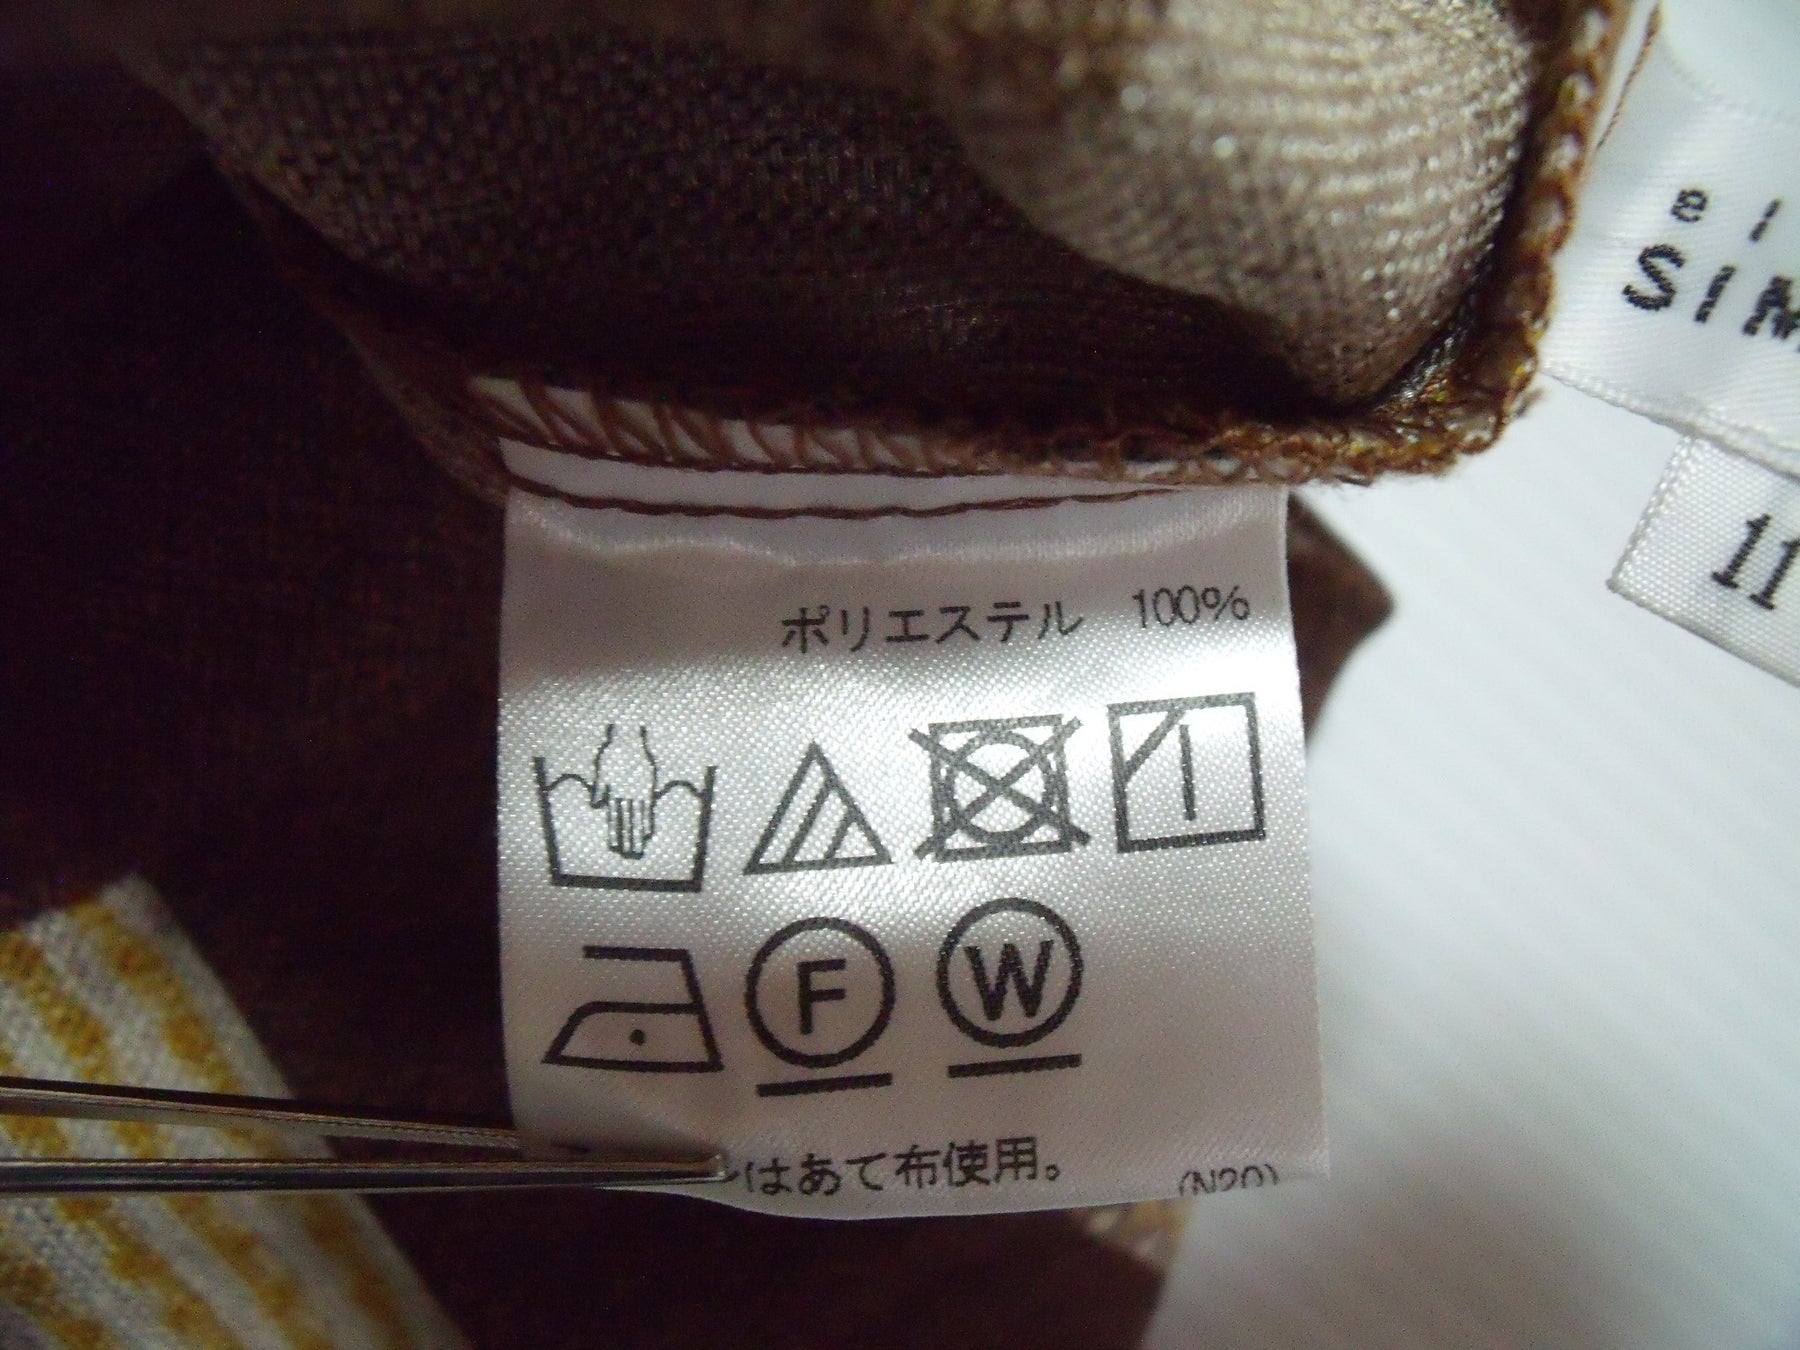 ポリエステル 100%
F W
はあて布使用。
(N20)
SIM
11